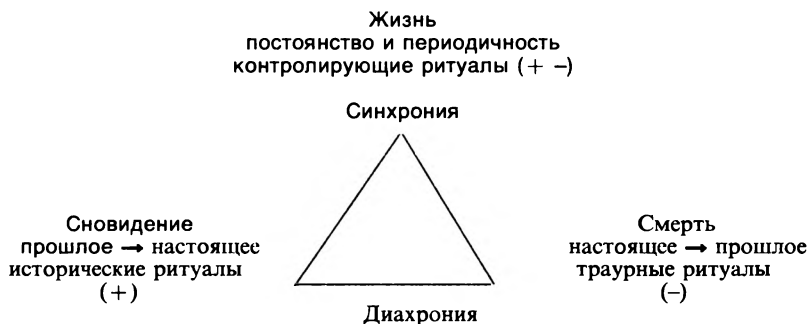 Жизнь
постоянство и периодичность
контролирующие ритуалы (+ −)
Синхрония
Сновидение
прошлое → настоящее
исторические ритуалы
(+)
Смерть
настоящее → прошлое
траурные ритуалы
(−)
Диахрония